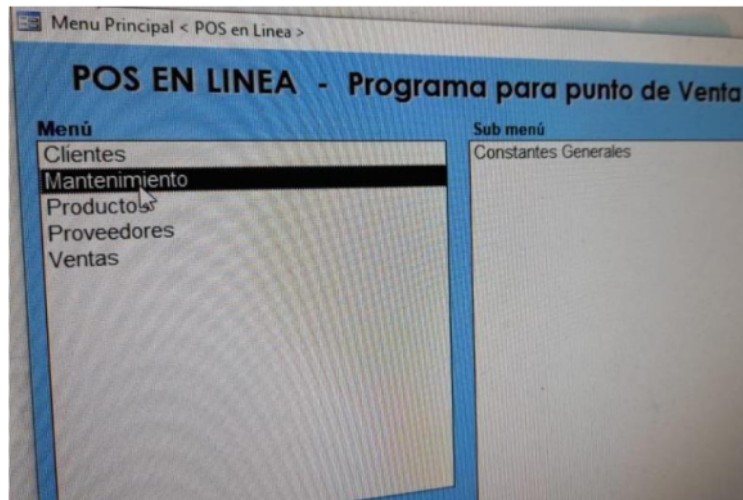 Menu Principal < POS en Linea >
POS EN LINEA - Programa para punto de Venta
Menú
Clientes
Mantenimiento
Productos
Proveedores
Ventas
Sub menú
Constantes Generales